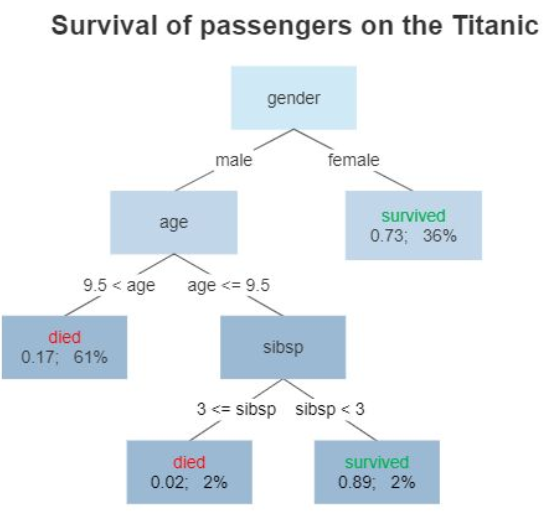 Survival of passengers on the Titanic
gender
male
female
age
survived
0.73; 36%
9.5 < age
age <= 9.5
died
0.17; 61%
sibsp
3 <= sibsp
sibsp < 3
died
0.02; 2%
survived
0.89; 2%